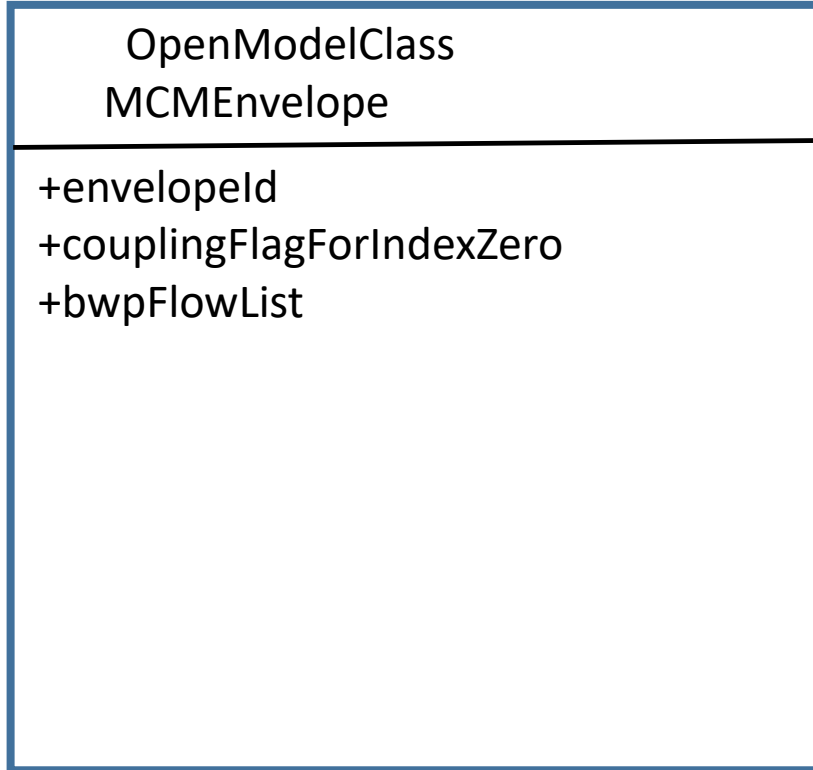 OpenModelClass
MCMEnvelope
+envelopeId
+couplingFlagForIndexZero
+bwpFlowList